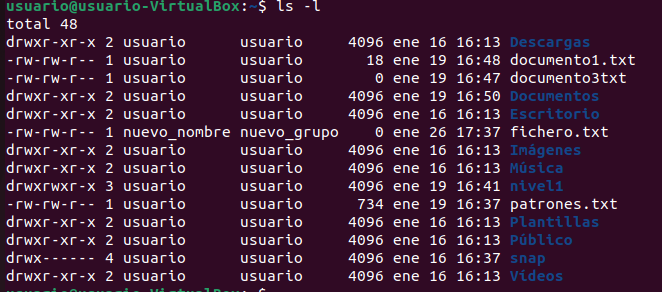 usuario@usuario-VirtualBox:~$ ls -l
total 48
drwxr-xr-x 2 usuario      usuario      4096 ene 16 16:13 Descargas
-rw-rw-r-- 1 usuario      usuario        18 ene 19 16:48 documento1.txt
-rw-rw-r-- 1 usuario      usuario         0 ene 19 16:47 documento3txt
drwxr-xr-x 2 usuario      usuario      4096 ene 19 16:50 Documentos
drwxr-xr-x 2 usuario      usuario      4096 ene 16 16:13 Escritorio
-rw-rw-r-- 1 nuevo_nombre nuevo_grupo     0 ene 26 17:37 fichero.txt
drwxr-xr-x 2 usuario      usuario      4096 ene 16 16:13 Imágenes
drwxr-xr-x 2 usuario      usuario      4096 ene 16 16:13 Música
drwxrwxr-x 3 usuario      usuario      4096 ene 19 16:41 nivel1
-rw-rw-r-- 1 usuario      usuario       734 ene 19 16:37 patrones.txt
drwxr-xr-x 2 usuario      usuario      4096 ene 16 16:13 Plantillas
drwxr-xr-x 2 usuario      usuario      4096 ene 16 16:13 Público
drwx------ 4 usuario      usuario      4096 ene 16 16:37 snap
drwxr-xr-x 2 usuario      usuario      4096 ene 16 16:13 Vídeos
usuario@usuario-VirtualBox:~$